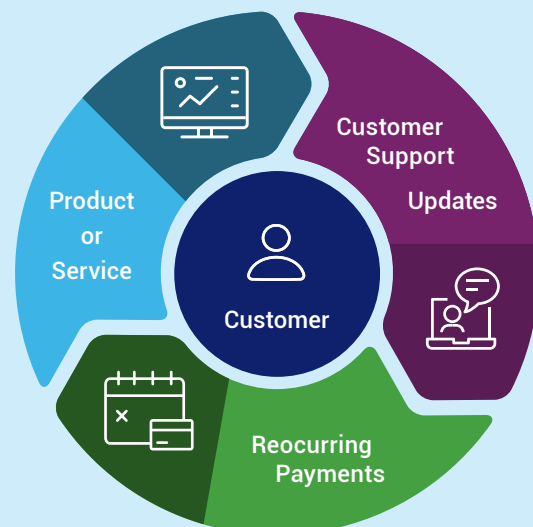 Customer
Support
Updates
Product
or
Service
Customer
Reocurring
Payments